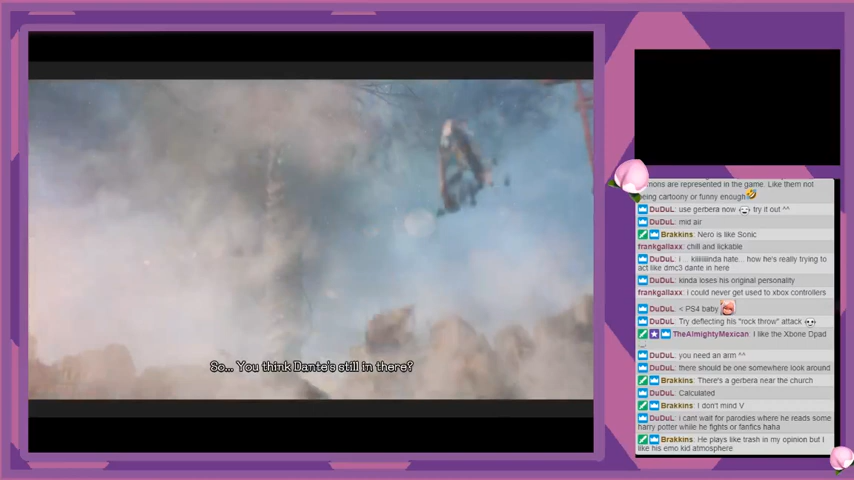 So... You think Dante's still in there?
are represented in the game. Like them not
being cartoony or funny enough
DuDuL: use gerbera now try it out ^^
DuDuL: mid air
Brakkins: Nero is like Sonic
frankgallaxx: chill and lickable
DuDuL: i ... kiiiiiiinda hate... how he's really trying to
act like dmc3 dante in here
DuDuL: kinda loses his original personality
frankgallaxx: i could never get used to xbox controllers
DuDuL: < PS4 baby
DuDuL: Try deflecting his "rock throw" attack
TheAlmightyMexican: I like the Xbone Dpad
DuDuL: you need an arm ^^
DuDuL: there should be one somewhere look around
Brakkins: There's a gerbera near the church
DuDuL: Calculated
Brakkins: I don't mind V
DuDuL: i cant wait for parodies where he reads some
harry potter while he fights or fanfics haha
Brakkins: He plays like trash in my opinion but I
like his emo kid atmosphere